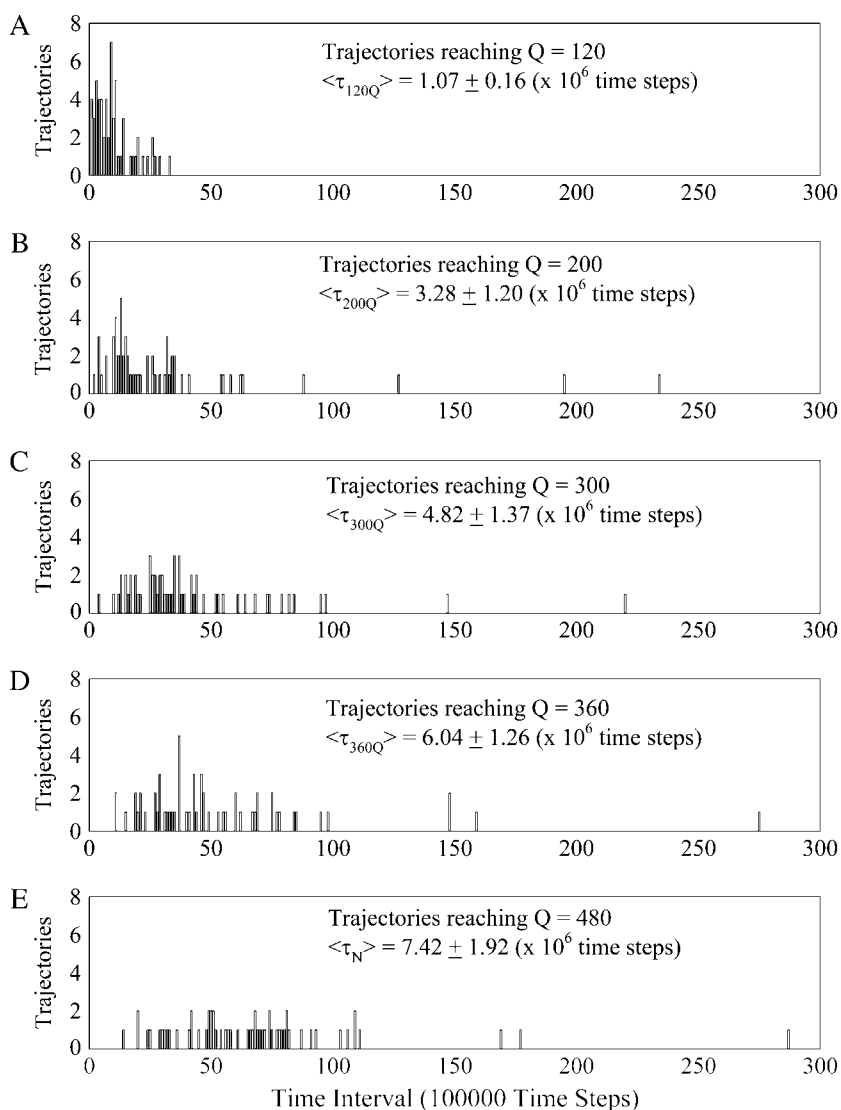 A
8
Trajectories reaching Q = 120
<τ120Q> = 1.07 ± 0.16 (x 10^6 time steps)
6
4
2
0
Trajectories
0 50 100 150 200 250 300
B
8
Trajectories reaching Q = 200
<τ200Q> = 3.28 ± 1.20 (x 10^6 time steps)
6
4
2
0
Trajectories
0 50 100 150 200 250 300
C
8
Trajectories reaching Q = 300
<τ300Q> = 4.82 ± 1.37 (x 10^6 time steps)
6
4
2
0
Trajectories
0 50 100 150 200 250 300
D
8
Trajectories reaching Q = 360
<τ360Q> = 6.04 ± 1.26 (x 10^6 time steps)
6
4
2
0
Trajectories
0 50 100 150 200 250 300
E
8
Trajectories reaching Q = 480
<τN> = 7.42 ± 1.92 (x 10^6 time steps)
6
4
2
0
Trajectories
0 50 100 150 200 250 300
Time Interval (100000 Time Steps)